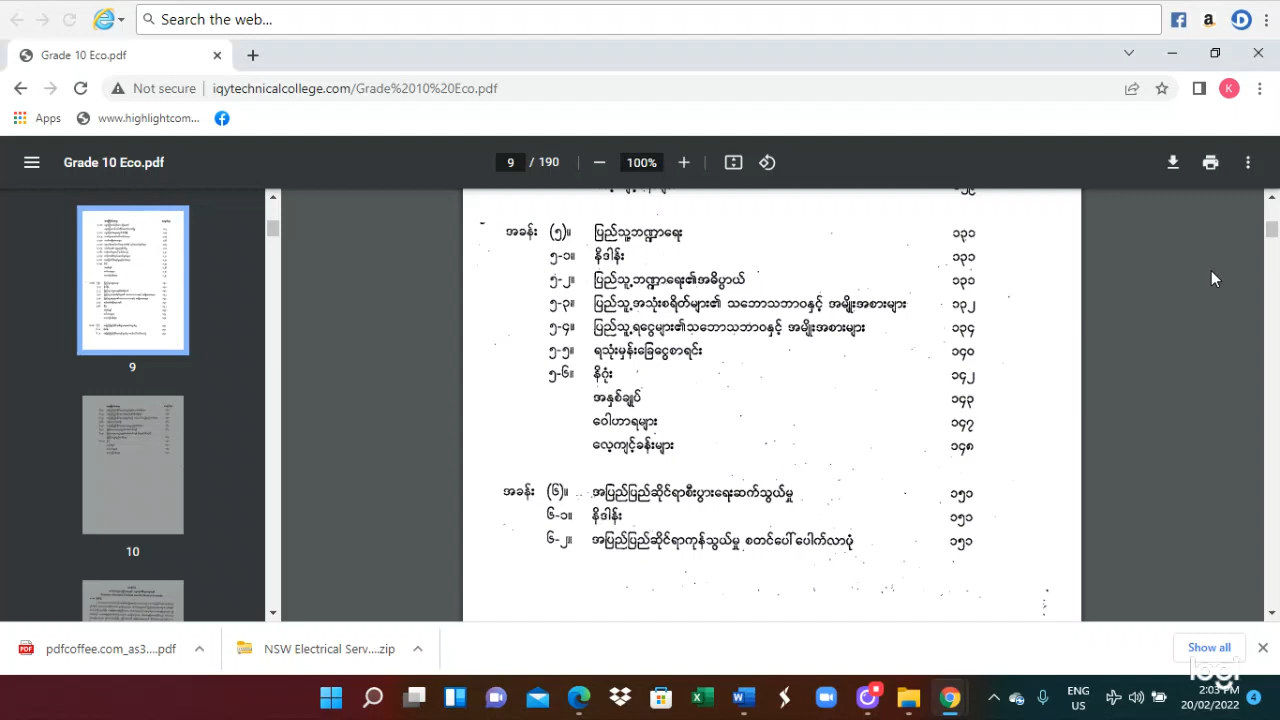 Search the web...
Grade 10 Eco.pdf
Not secure iqytechnicalcollege.com/Grade%2010%20Eco.pdf
K
Apps www.highlightcom...
Grade 10 Eco.pdf 9 / 190 100%
အခန်း (၅)။ ပြည်သူ့ဘဏ္ဍာရေး ၁၃၁
၅-၁။ နိဒါန်း ၁၃၁
၅-၂။ ပြည်သူ့ဘဏ္ဍာရေး၏အဓိပ္ပာယ် ၁၃၁
၅-၃။ ပြည်သူ့အသုံးစရိတ်များ၏ သဘောသဘာဝနှင့် အမျိုးအစားများ ၁၃၂
၅-၄။ ပြည်သူ့ရငွေများ၏သဘောသဘာဝနှင့် အမျိုးအစားများ ၁၃၄
၅-၅။ ရသုံးမှန်းခြေငွေစာရင်း ၁၄၀
၅-၆။ နိဂုံး ၁၄၂
အနှစ်ချုပ် ၁၄၃
ဝေါဟာရများ ၁၄၇
လေ့ကျင့်ခန်းများ ၁၄၈
အခန်း (၆)။ အပြည်ပြည်ဆိုင်ရာစီးပွားရေးဆက်သွယ်မှု ၁၅၁
၆-၁။ နိဒါန်း ၁၅၁
၆-၂။ အပြည်ပြည်ဆိုင်ရာကုန်သွယ်မှု စတင်ပေါ်ပေါက်လာပုံ ၁၅၁
9
10
pdfcoffee.com_as3....pdf NSW Electrical Serv....zip Show all
logi
ENG 2:03 PM
US 20/02/2022 4